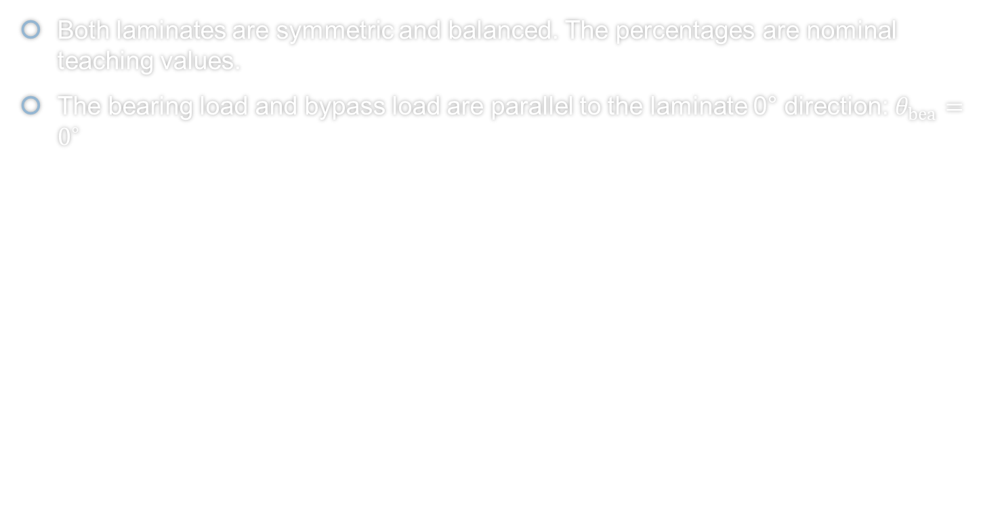 Both laminates are symmetric and balanced. The percentages are nominal
teaching values.
The bearing load and bypass load are parallel to the laminate 0° direction: θ_bea =
0°